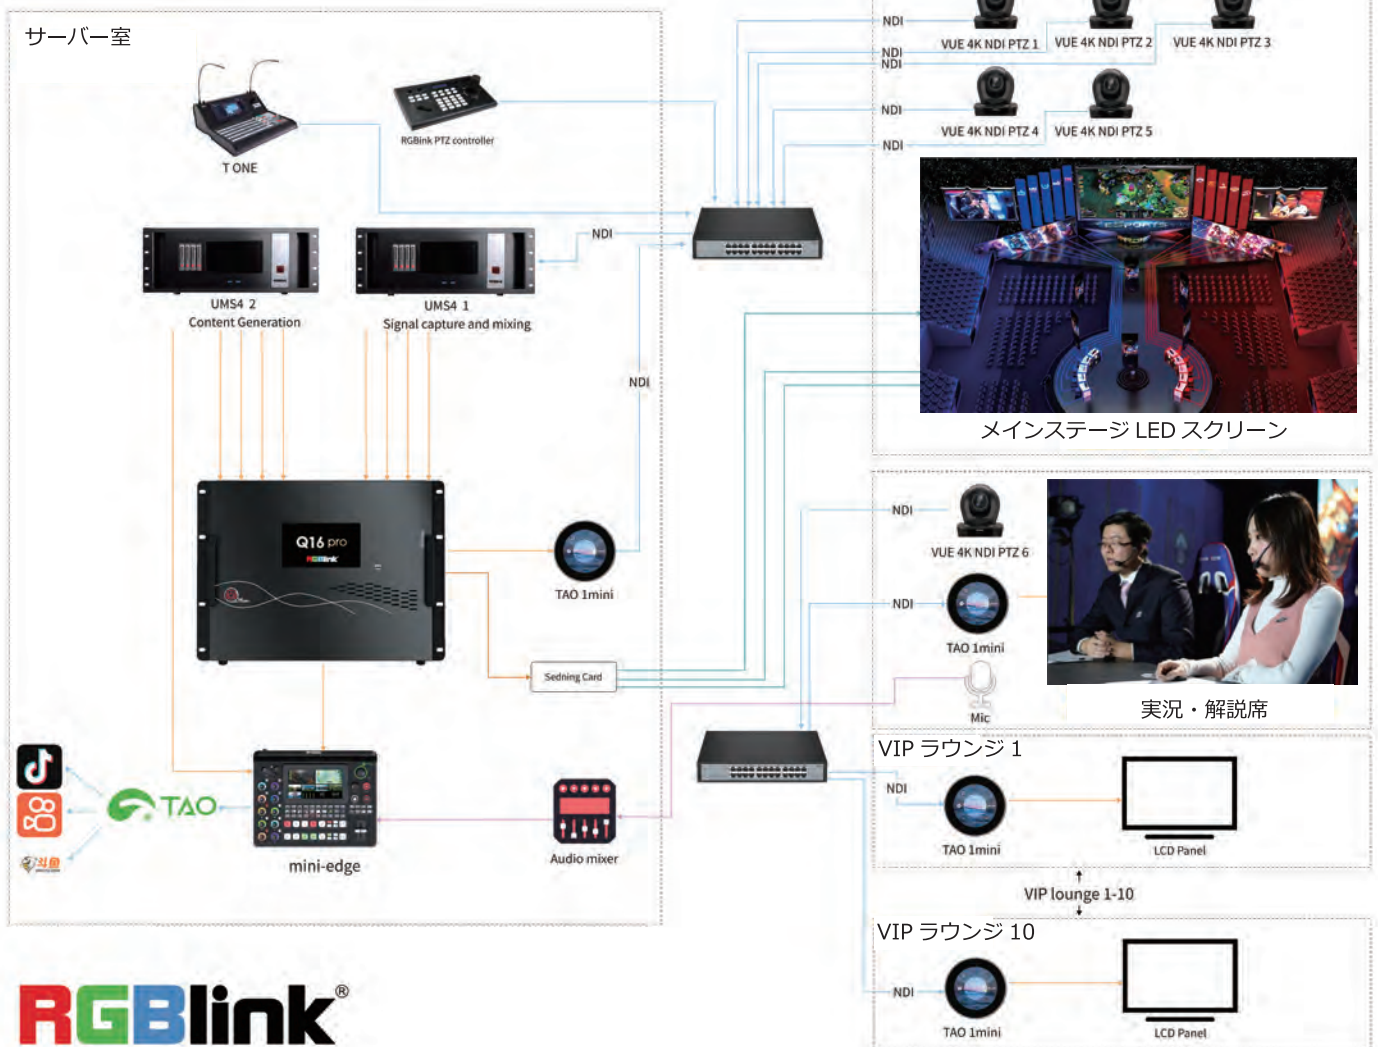 サーバー室
NDI
VUE 4K NDI PTZ 1
VUE 4K NDI PTZ 2
VUE 4K NDI PTZ 3
NDI
NDI
NDI
VUE 4K NDI PTZ 4
VUE 4K NDI PTZ 5
NDI
RGBlink PTZ controller
T ONE
ESPORTS
NDI
UMS4 2
Content Generation
UMS4 1
Signal capture and mixing
NDI
メインステージ LED スクリーン
Q16 pro
RGBlink
TAO 1mini
NDI
VUE 4K NDI PTZ 6
NDI
TAO 1mini
Mic
実況・解説席
Sedning Card
VIP ラウンジ 1
NDI
TAO 1mini
LCD Panel
TAO
斗鱼
mini-edge
Audio mixer
VIP lounge 1-10
VIP ラウンジ 10
NDI
TAO 1mini
LCD Panel
RGBlink®